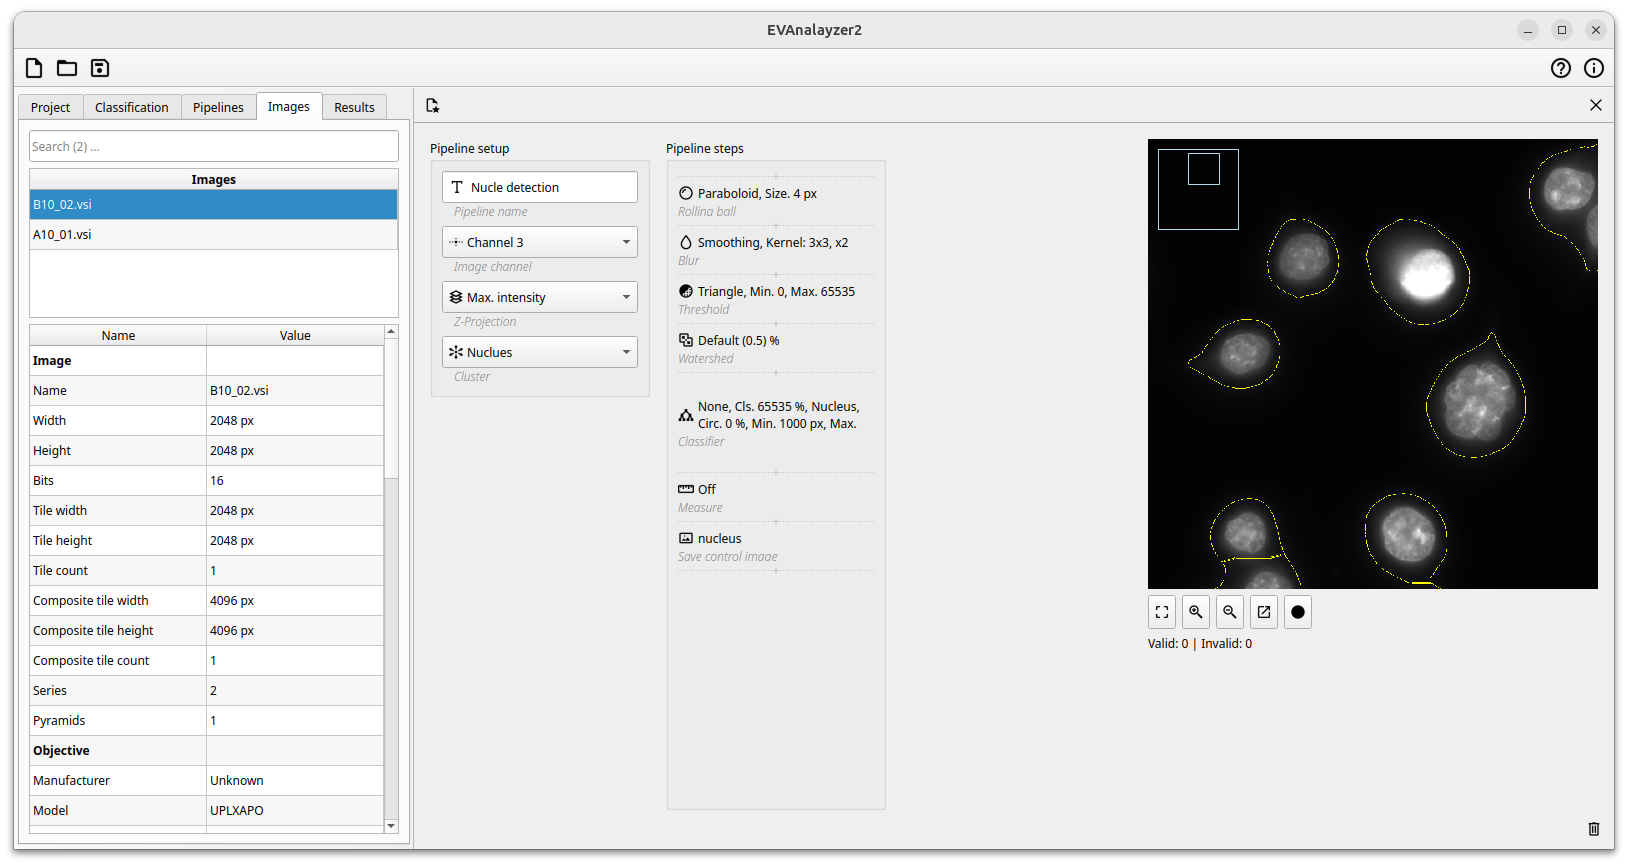 EVAnalayzer2
Project
Classification
Pipelines
Images
Results
Search (2) ...
Images
B10_02.vsi
A10_01.vsi
Name Value
Image
Name B10_02.vsi
Width 2048 px
Height 2048 px
Bits 16
Tile width 2048 px
Tile height 2048 px
Tile count 1
Composite tile width 4096 px
Composite tile height 4096 px
Composite tile count 1
Series 2
Pyramids 1
Objective
Manufacturer Unknown
Model UPLXAPO
Pipeline setup
Nucle detection
Pipeline name
Channel 3
Image channel
Max. intensity
Z-Projection
Nuclues
Cluster
Pipeline steps
Paraboloid, Size. 4 px
Rolling ball
Smoothing, Kernel: 3x3, x2
Blur
Triangle, Min. 0, Max. 65535
Threshold
Default (0.5) %
Watershed
None, Cls. 65535 %, Nucleus,
Circ. 0 %, Min. 1000 px, Max.
Classifier
Off
Measure
nucleus
Save control image
Valid: 0 | Invalid: 0